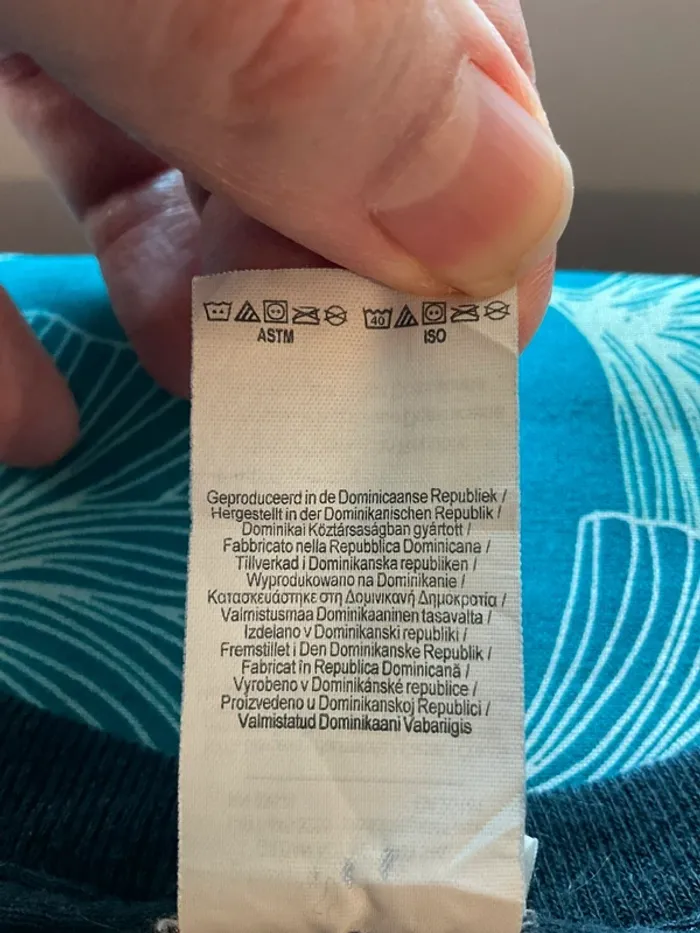 40
ASTM ISO
Geproduceerd in de Dominicaanse Republiek /
Hergestellt in der Dominikanischen Republik /
Dominikai Köztársaságban gyártott /
Fabbricato nella Repubblica Dominicana /
Tillverkad i Dominikanska republiken /
Wyprodukowano na Dominikanie /
Κατασκευάστηκε στη Δομινικανή Δημοκρατία /
Valmistusmaa Dominikaaninen tasavalta /
Izdelano v Dominikanski republiki /
Fremstillet i Den Dominikanske Republik /
Fabricat în Republica Dominicană /
Vyrobeno v Dominikánské republice /
Proizvedeno u Dominikanskoj Republici /
Valmistatud Dominikaani Vabariigis